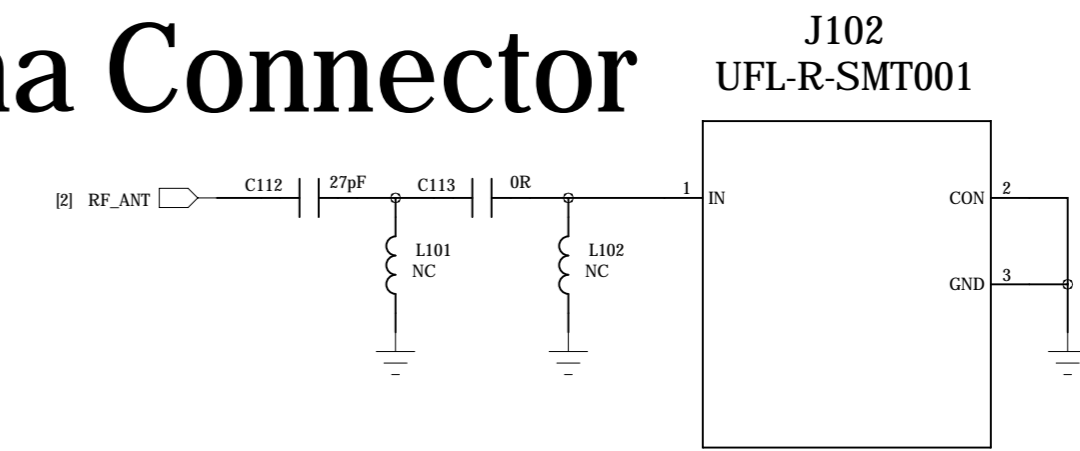 na Connector
J102
UFL-R-SMT001
[2] RF_ANT
C112
27pF
C113
0R
1
IN
CON
2
L101
NC
L102
NC
GND
3